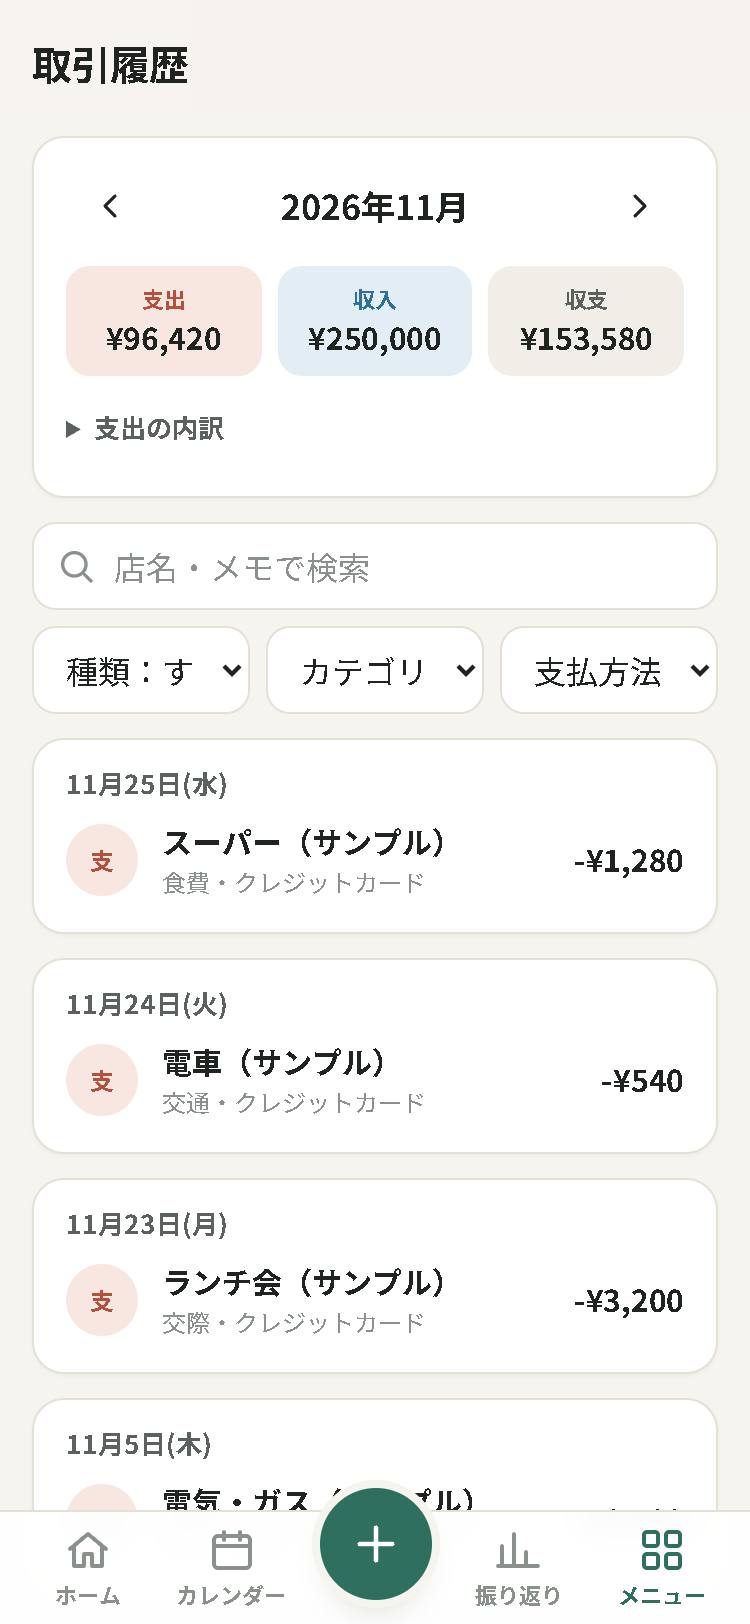 取引履歴
2026年11月
支出
¥96,420
収入
¥250,000
収支
¥153,580
支出の内訳
店名・メモで検索
種類：す
カテゴリ
支払方法
11月25日(水)
支
スーパー（サンプル）
-¥1,280
食費・クレジットカード
11月24日(火)
支
電車（サンプル）
-¥540
交通・クレジットカード
11月23日(月)
支
ランチ会（サンプル）
-¥3,200
交際・クレジットカード
11月5日(木)
電気・ガス
プル）
ホーム
カレンダー
振り返り
メニュー